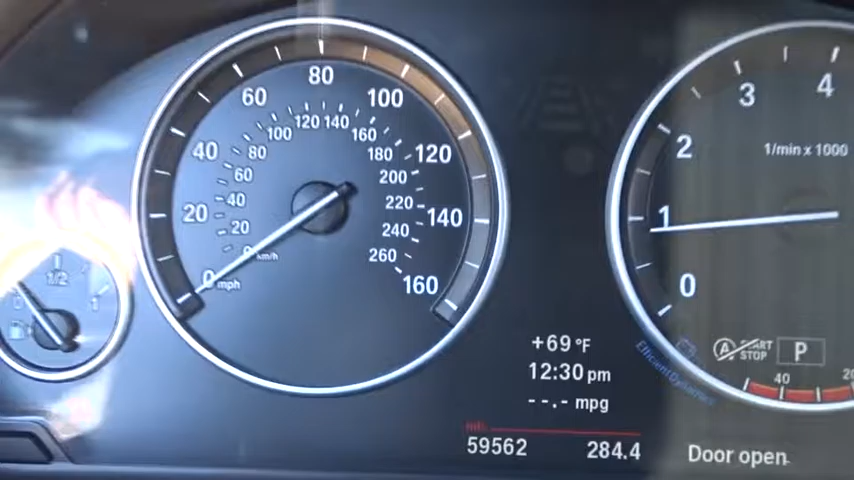 80
60
100
40
120
20
140
0 mph
160
120 140
100
160
80
180
60
200
40
220
20
240
0 km/h
260
0
1/2
1
3
4
2
1/min x 1000
1
0
+69 °F
12:30 pm
--.- mpg
59562
284.4
EfficientDynamics
A START
STOP
P
40
Door open